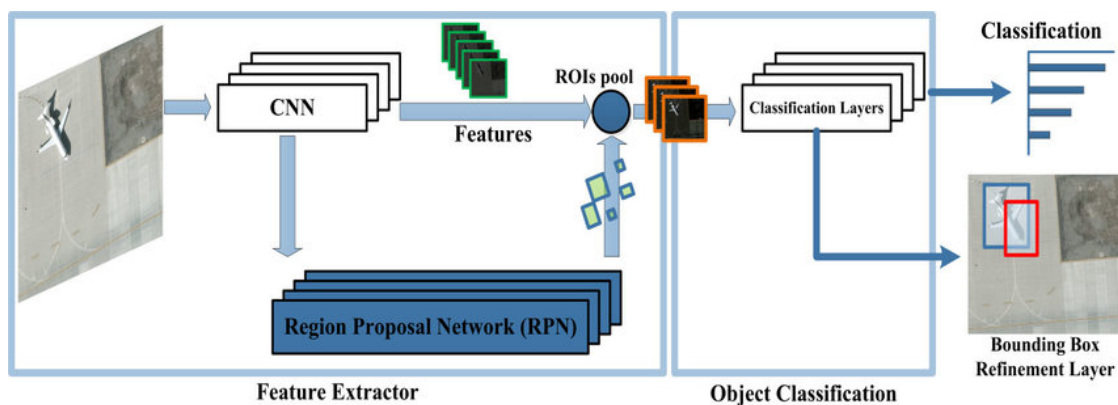 Classification
ROIs pool
CNN
Classification Layers
Features
Region Proposal Network (RPN)
Bounding Box
Refinement Layer
Feature Extractor
Object Classification